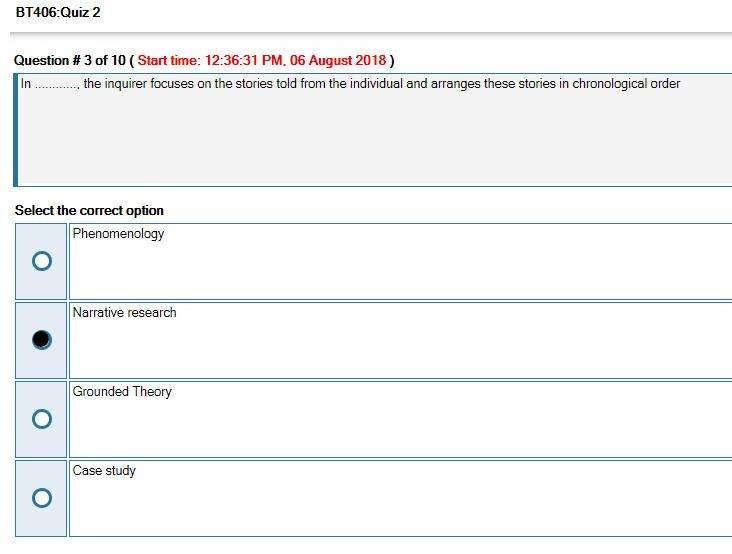 BT406:Quiz 2
Question # 3 of 10 ( Start time: 12:36:31 PM, 06 August 2018 )
In ............, the inquirer focuses on the stories told from the individual and arranges these stories in chronological order
Select the correct option
Phenomenology
Narrative research
Grounded Theory
Case study